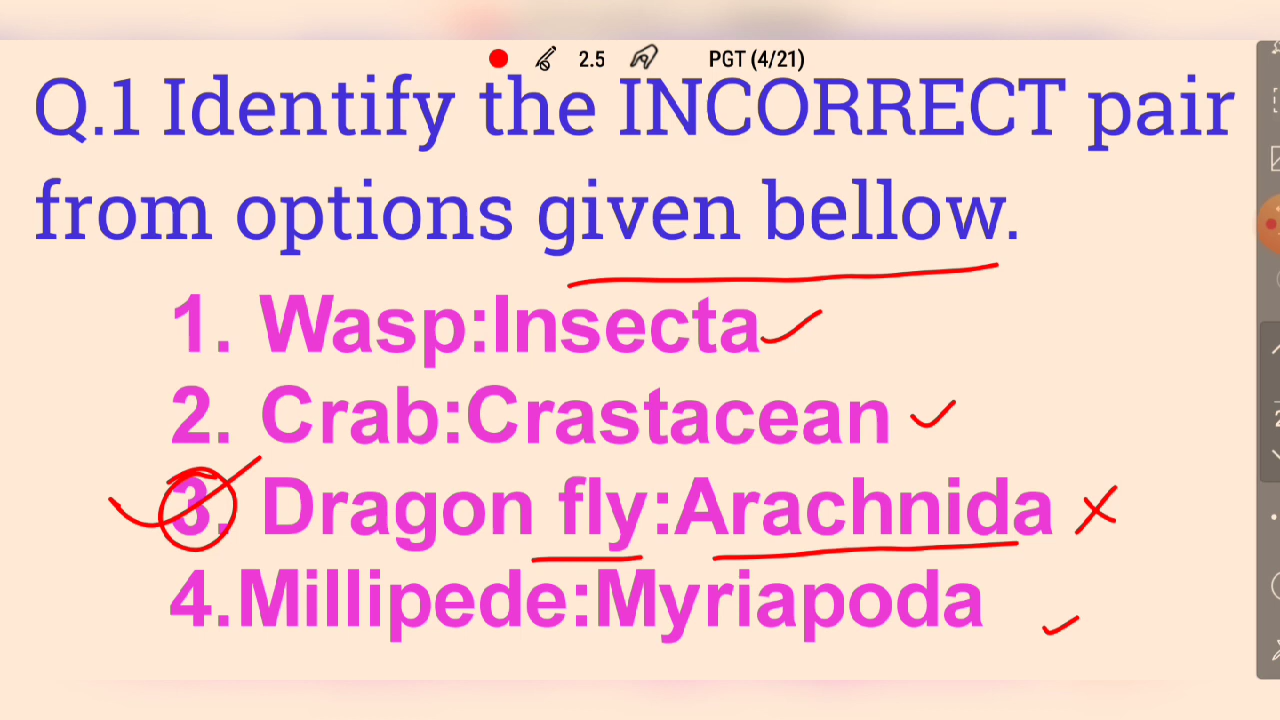 2.5 PGT (4/21)
Q.1 Identify the INCORRECT pair
from options given bellow.
1. Wasp:Insecta
2. Crab:Crastacean
3. Dragon fly:Arachnida
4.Millipede:Myriapoda